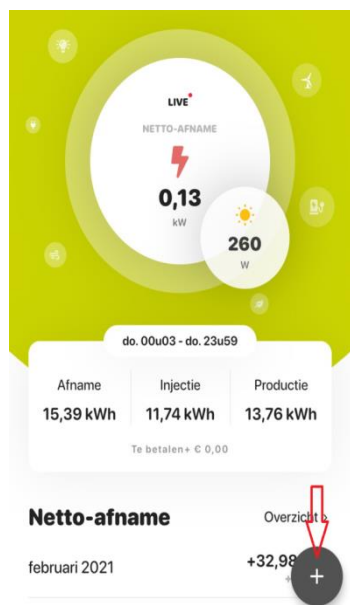 LIVE
NETTO-AFNAME
0,13
kW
260
W
do. 00u03 - do. 23u59
Afname Injectie Productie
15,39 kWh 11,74 kWh 13,76 kWh
Te betalen+ € 0,00
Netto-afname Overzicht ›
februari 2021 +32,98
+